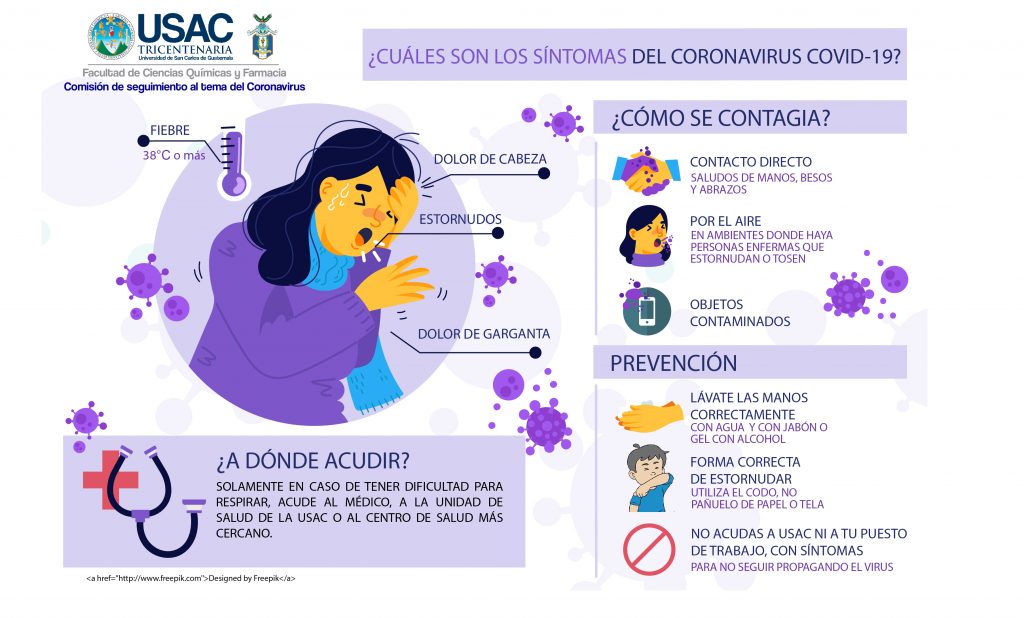 USAC
TRICENTENARIA
Universidad de San Carlos de Guatemala
Facultad de Ciencias Químicas y Farmacia
Comisión de seguimiento al tema del Coronavirus
¿CUÁLES SON LOS SÍNTOMAS DEL CORONAVIRUS COVID-19?
FIEBRE
38°C o más
DOLOR DE CABEZA
ESTORNUDOS
DOLOR DE GARGANTA
¿A DÓNDE ACUDIR?
SOLAMENTE EN CASO DE TENER DIFICULTAD PARA
RESPIRAR, ACUDE AL MÉDICO, A LA UNIDAD DE
SALUD DE LA USAC O AL CENTRO DE SALUD MÁS
CERCANO.
<a href="http://www.freepik.com">Designed by Freepik</a>
¿CÓMO SE CONTAGIA?
CONTACTO DIRECTO
SALUDOS DE MANOS, BESOS
Y ABRAZOS
POR EL AIRE
EN AMBIENTES DONDE HAYA
PERSONAS ENFERMAS QUE
ESTORNUDAN O TOSEN
OBJETOS
CONTAMINADOS
PREVENCIÓN
LÁVATE LAS MANOS
CORRECTAMENTE
CON AGUA Y CON JABÓN O
GEL CON ALCOHOL
FORMA CORRECTA
DE ESTORNUDAR
UTILIZA EL CODO, NO
PAÑUELO DE PAPEL O TELA
NO ACUDAS A USAC NI A TU PUESTO
DE TRABAJO, CON SÍNTOMAS
PARA NO SEGUIR PROPAGANDO EL VIRUS